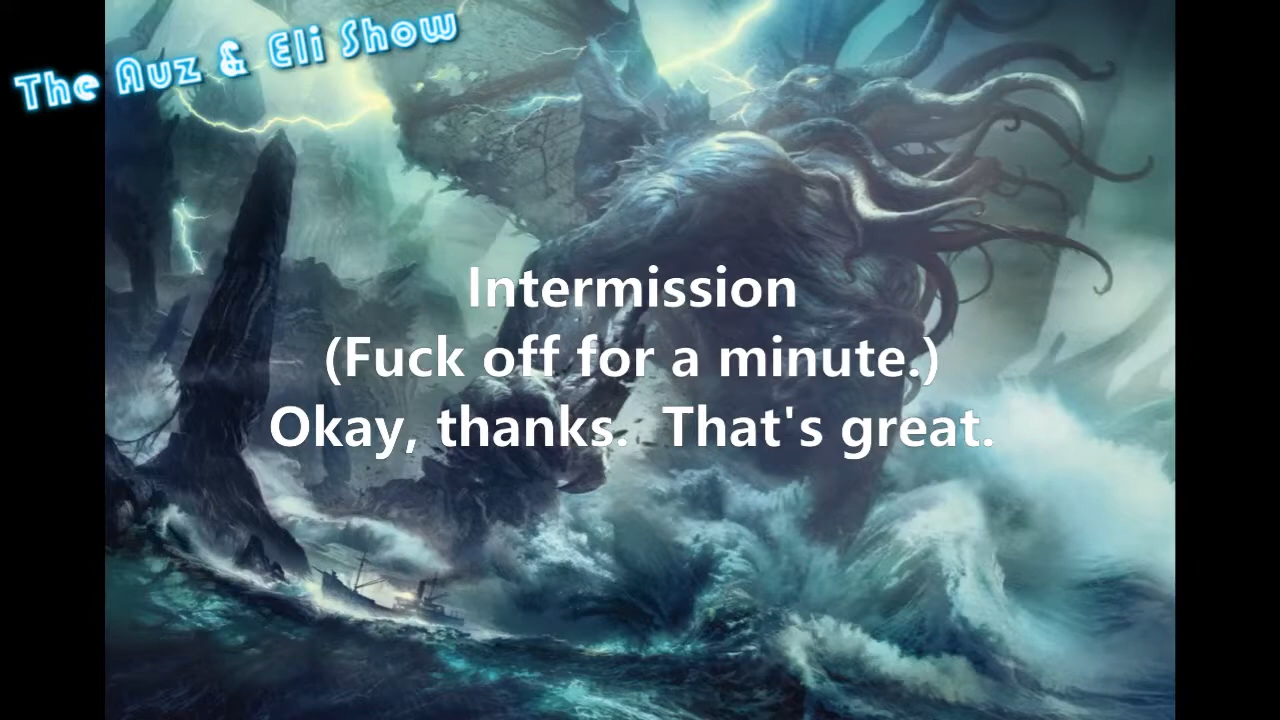 The Auz & Eli Show
Intermission
(Fuck off for a minute.)
Okay, thanks.  That's great.